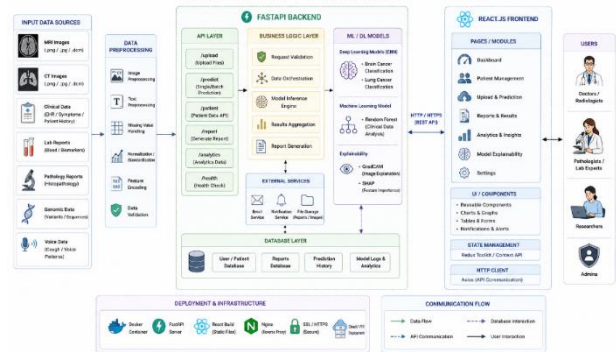 INPUT DATA SOURCES
MRI Images
(.png / .jpg / .dcm)
CT Images
(.png / .jpg / .dcm)
Clinical Data
(EHR / Symptoms /
Patient History)
Lab Reports
(Blood / Biomarkers)
Pathology Reports
(Histopathology)
Genomic Data
(Variants / Sequences)
Voice Data
(Cough / Voice
Patterns)
DATA
PREPROCESSING
Image
Preprocessing
Text
Preprocessing
Missing Value
Handling
Normalization /
Standardization
Feature
Encoding
Data
Validation
FASTAPI BACKEND
API LAYER
/upload
(Upload Files)
/predict
(Single/Batch
Prediction)
/patient
(Patient Data API)
/report
(Generate Report)
/analytics
(Analytics Data)
/health
(Health Check)
BUSINESS LOGIC LAYER
Request Validation
Data Orchestration
Model Inference
Engine
Results Aggregation
Report Generation
EXTERNAL SERVICES
Email
Service
Notification
Service
File Storage
(Reports / Images)
ML / DL MODELS
Deep Learning Models (CNN)
• Brain Cancer
Classification
• Lung Cancer
Classification
Machine Learning Model
• Random Forest
(Clinical Data
Analysis)
Explainability
• GradCAM
(Image Explanation)
• SHAP
(Feature Importance)
DATABASE LAYER
User / Patient
Database
Reports
Database
Prediction
History
Model Logs &
Analytics
HTTP / HTTPS
(REST API)
REACT.JS FRONTEND
PAGES / MODULES
Dashboard
Patient Management
Upload & Prediction
Reports & Results
Analytics & Insights
Model Explainability
Settings
UI / COMPONENTS
• Reusable Components
• Charts & Graphs
• Tables & Forms
• Notifications & Alerts
STATE MANAGEMENT
Redux Toolkit / Context API
HTTP CLIENT
Axios (API Communication)
USERS
Doctors /
Radiologists
Pathologists /
Lab Experts
Researchers
Admins
DEPLOYMENT & INFRASTRUCTURE
Docker
Container
FastAPI
Server
React Build
(Static Files)
Nginx
(Reverse Proxy)
SSL / HTTPS
(Secure)
COMMUNICATION FLOW
Data Flow
Database Interaction
API Communication
User Interaction